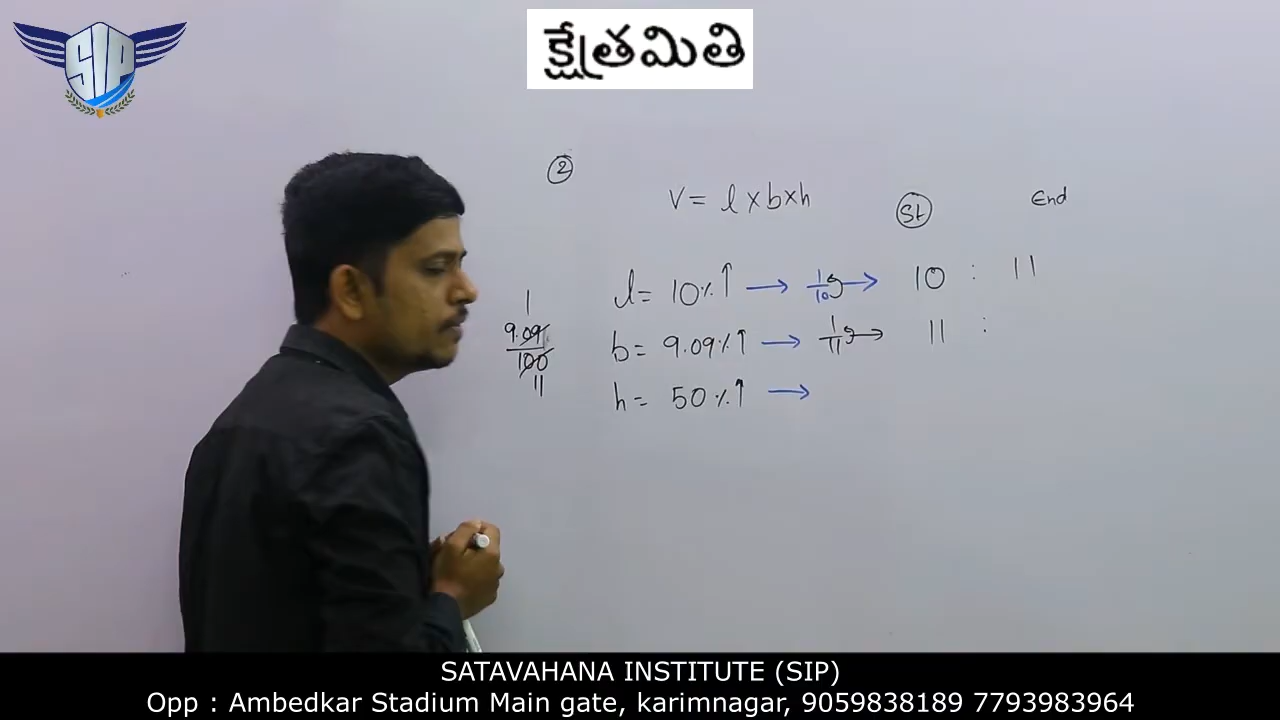 SIP
క్షేత్రమితి
②
V = l × b × h
St
End
l = 10% ↑ → 1/10 → 10 : 11
b = 9.09% ↑ → 1/11 → 11 :
h = 50% ↑ →
1
9.09
100
11
SATAVAHANA INSTITUTE (SIP)
Opp : Ambedkar Stadium Main gate, karimnagar, 9059838189 7793983964